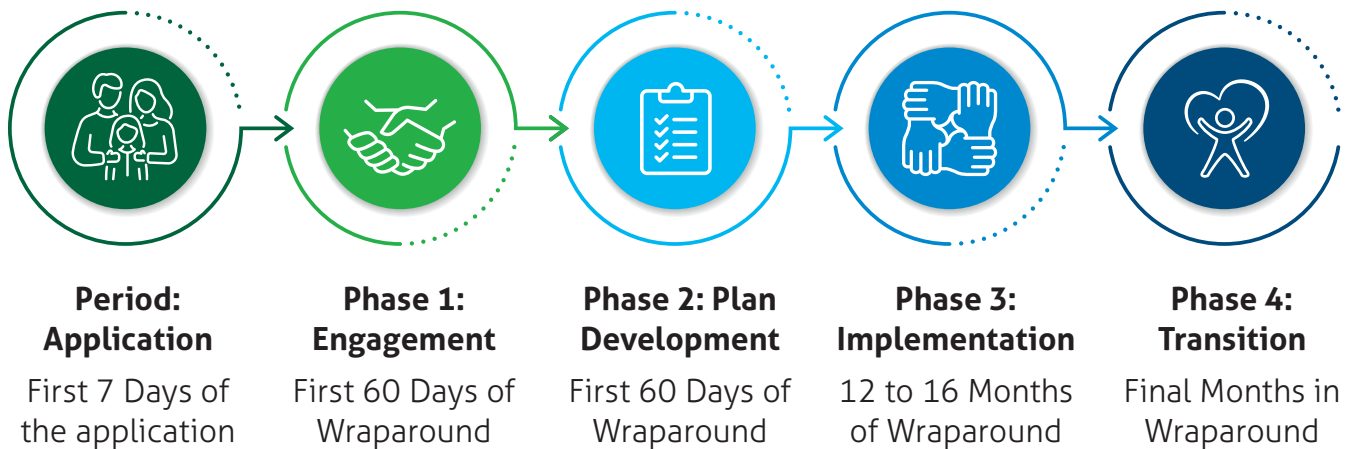 Period:
Application
First 7 Days of
the application
Phase 1:
Engagement
First 60 Days of
Wraparound
Phase 2: Plan
Development
First 60 Days of
Wraparound
Phase 3:
Implementation
12 to 16 Months
of Wraparound
Phase 4:
Transition
Final Months in
Wraparound